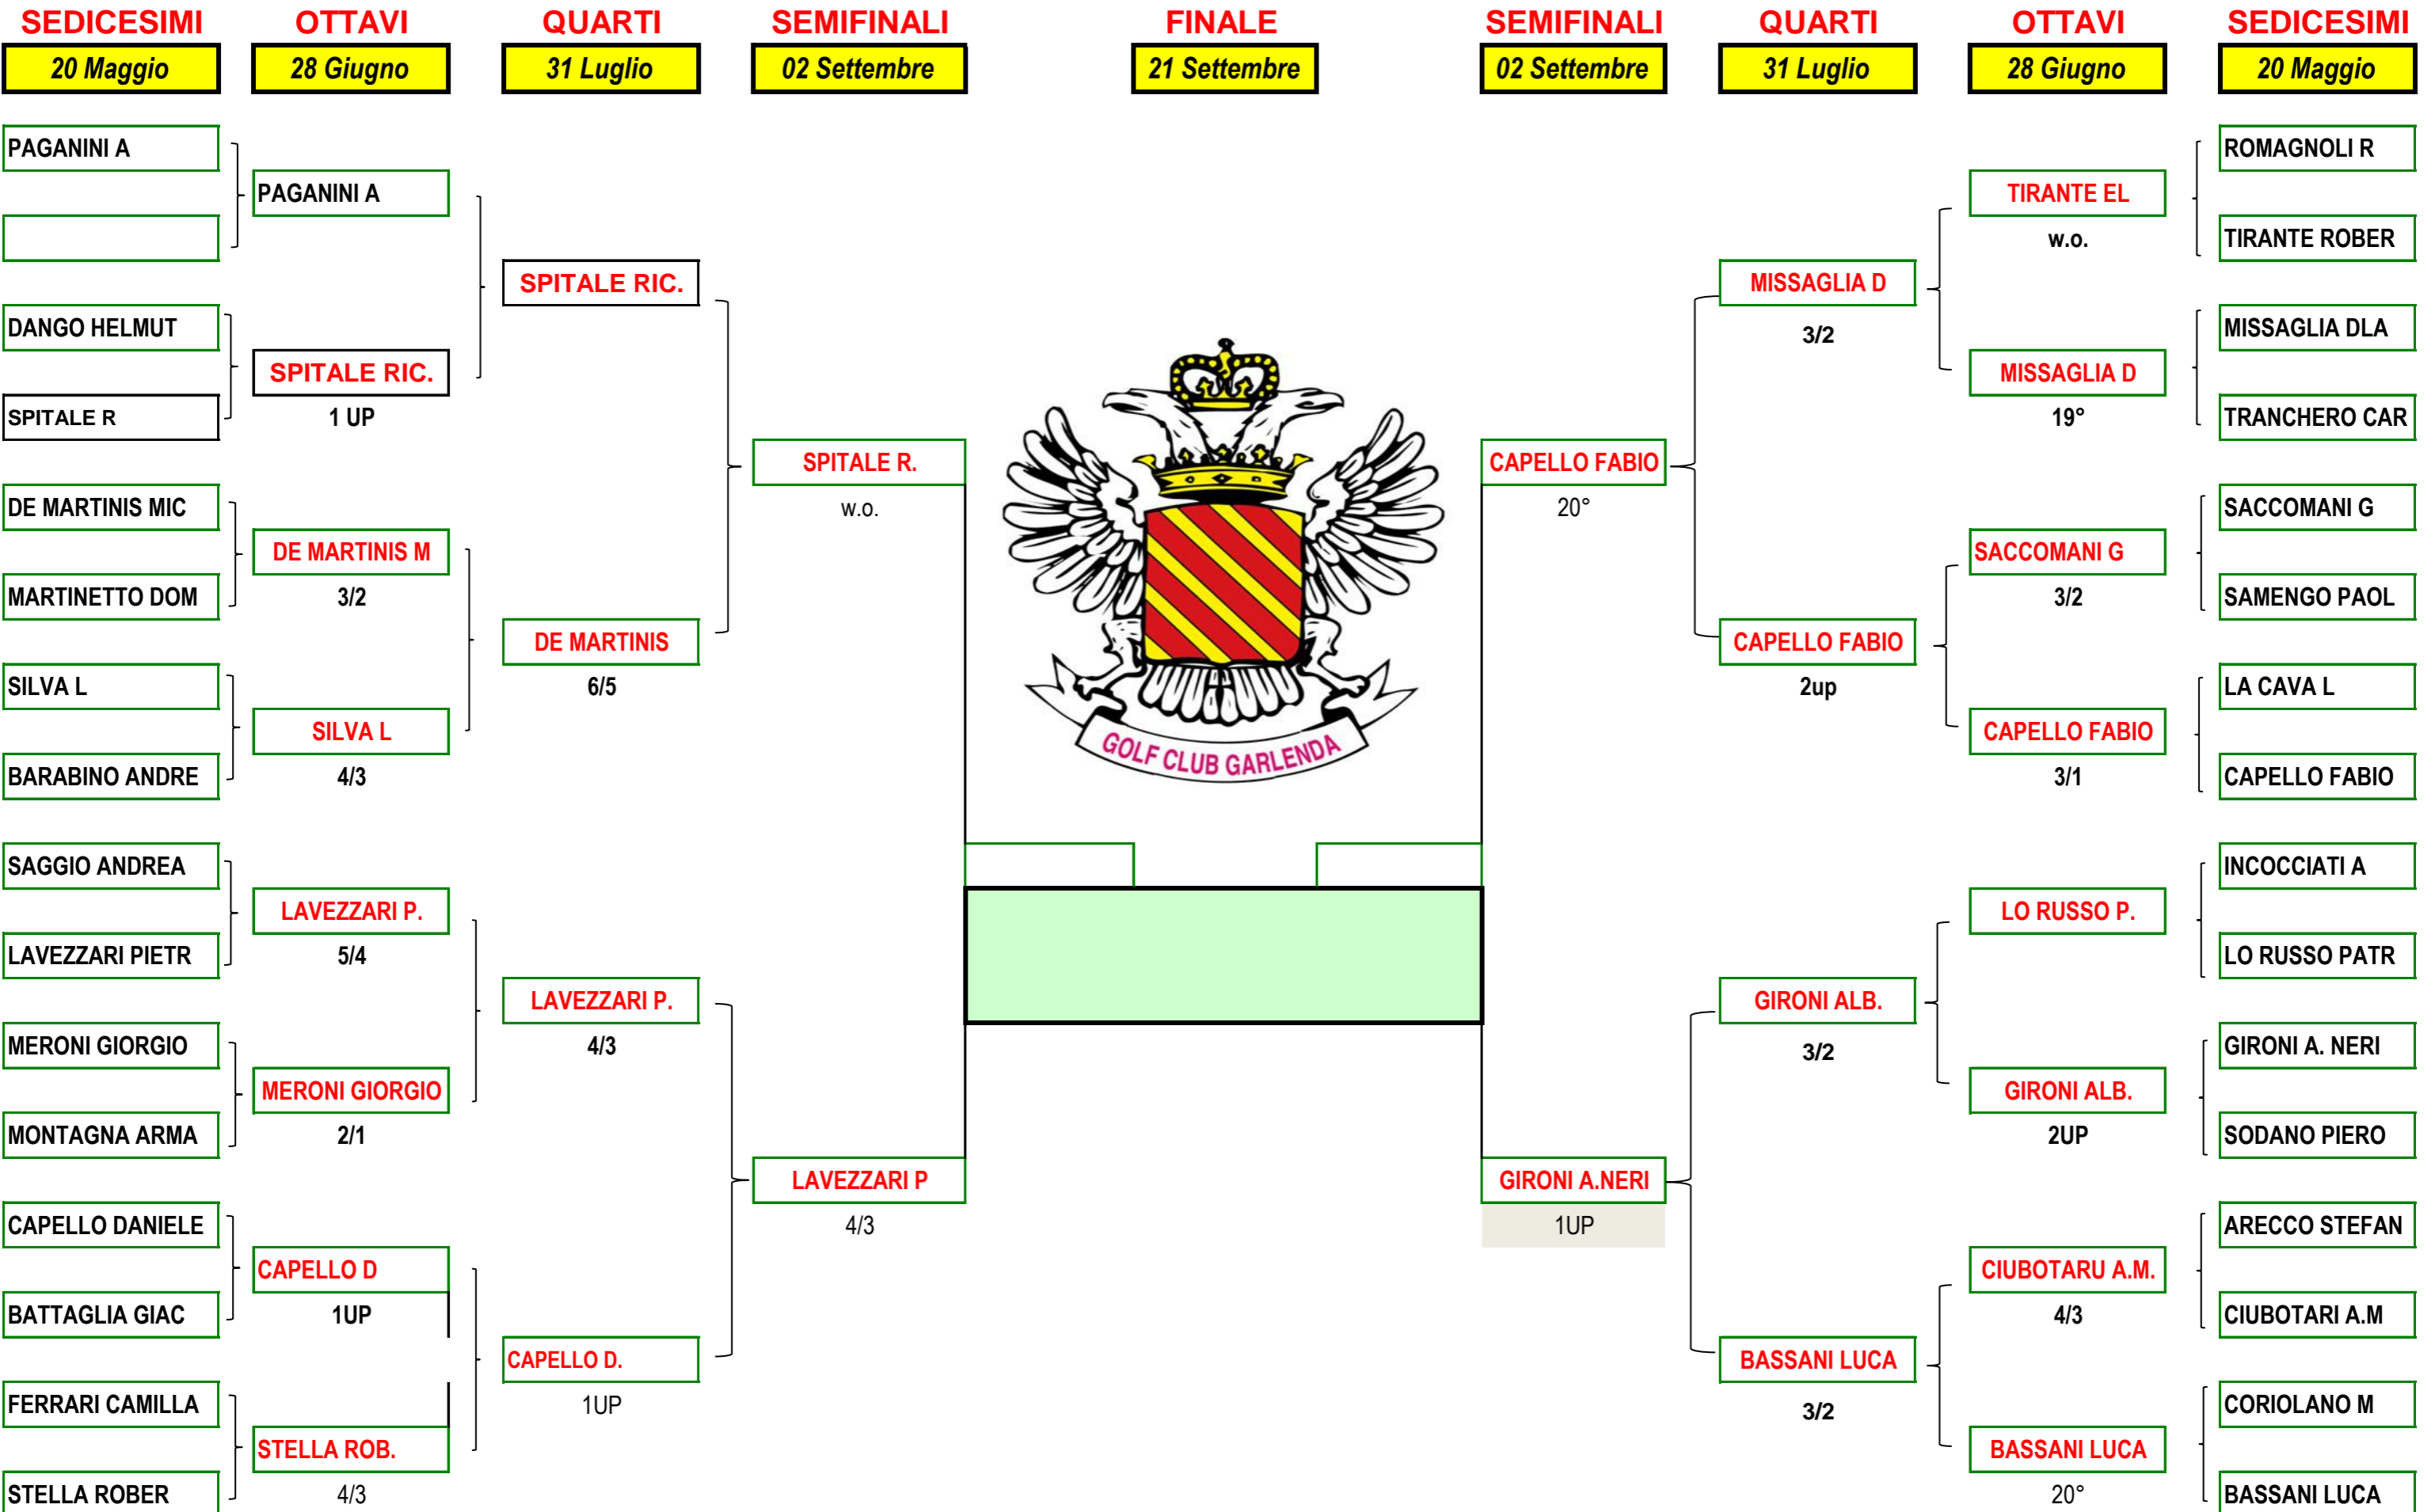 SEDICESIMI OTTAVI QUARTI SEMIFINALI FINALE SEMIFINALI QUARTI OTTAVI SEDICESIMI
20 Maggio 28 Giugno 31 Luglio 02 Settembre 21 Settembre 02 Settembre 31 Luglio 28 Giugno 20 Maggio
PAGANINI A ROMAGNOLI R
PAGANINI A TIRANTE EL
w.o. TIRANTE ROBER
SPITALE RIC. MISSAGLIA D
DANGO HELMUT 3/2 MISSAGLIA DLA
SPITALE RIC. MISSAGLIA D
SPITALE R 1 UP 19° TRANCHERO CAR
SPITALE R. CAPELLO FABIO
DE MARTINIS MIC w.o. 20° SACCOMANI G
DE MARTINIS M SACCOMANI G
MARTINETTO DOM 3/2 3/2 SAMENGO PAOL
DE MARTINIS CAPELLO FABIO
SILVA L 6/5 2up LA CAVA L
SILVA L CAPELLO FABIO
GOLF CLUB GARLENDA
BARABINO ANDRE 4/3 3/1 CAPELLO FABIO
SAGGIO ANDREA INCOCCIATI A
LAVEZZARI P. LO RUSSO P.
LAVEZZARI PIETR 5/4 LO RUSSO PATR
LAVEZZARI P. GIRONI ALB.
MERONI GIORGIO 4/3 3/2 GIRONI A. NERI
MERONI GIORGIO GIRONI ALB.
MONTAGNA ARMA 2/1 2UP SODANO PIERO
LAVEZZARI P GIRONI A.NERI
CAPELLO DANIELE 4/3 1UP ARECCO STEFAN
CAPELLO D CIUBOTARU A.M.
BATTAGLIA GIAC 1UP 4/3 CIUBOTARI A.M
CAPELLO D. BASSANI LUCA
FERRARI CAMILLA 1UP 3/2 CORIOLANO M
STELLA ROB. BASSANI LUCA
STELLA ROBER 4/3 20° BASSANI LUCA